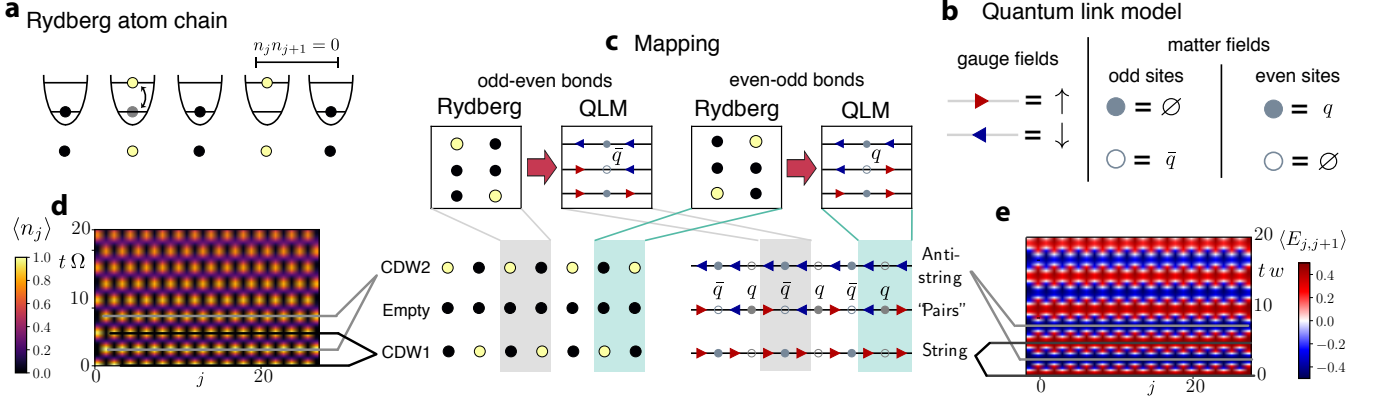 a Rydberg atom chain
n_j n_{j+1} = 0
b Quantum link model
gauge fields
= ↑
= ↓
matter fields
odd sites
= ∅
= q̄
even sites
= q
= ∅
c Mapping
odd-even bonds
Rydberg QLM
q̄
even-odd bonds
Rydberg QLM
q
d
⟨n_j⟩
1.0
0.8
0.6
0.4
0.2
0.0
20
t Ω
10
0
0 j 20
CDW2
Empty
CDW1
Anti-
string
q̄ q q̄ q q̄ q
“Pairs”
String
e
20
t w
10
0
0 j 20
⟨E_{j,j+1}⟩
0.4
0.2
0.0
−0.2
−0.4